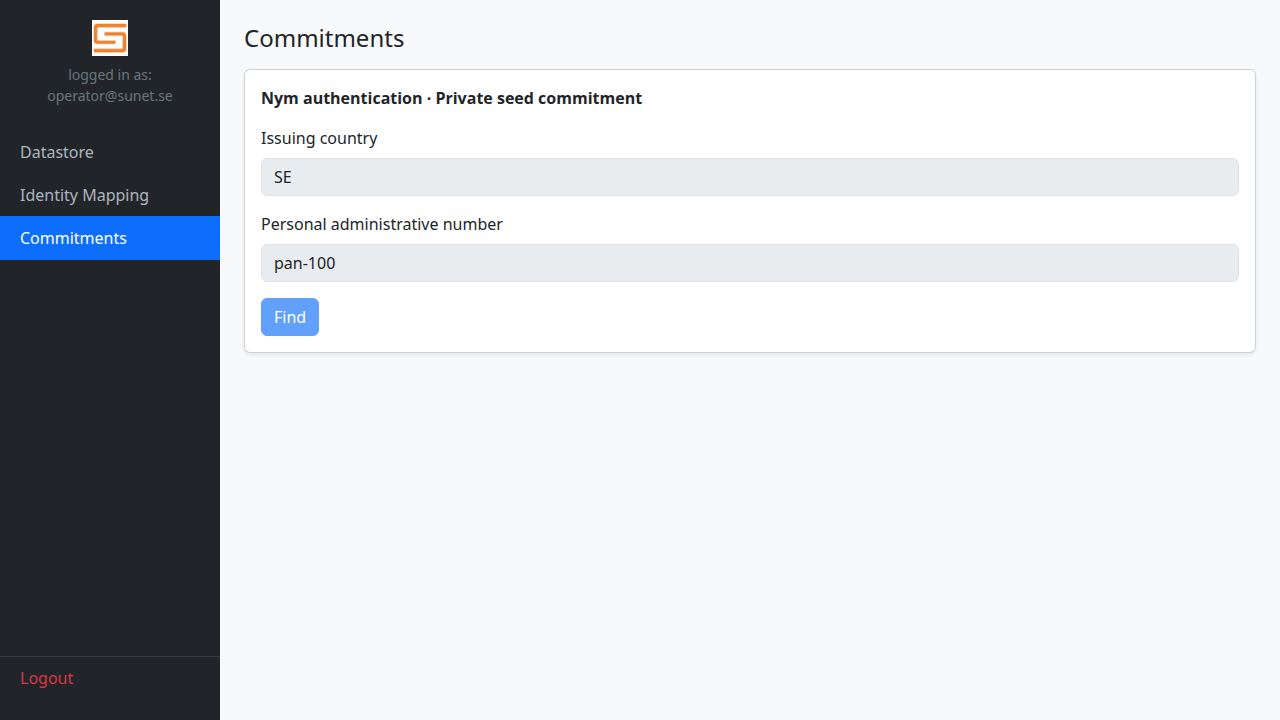 logged in as:
operator@sunet.se
Datastore
Identity Mapping
Commitments
Logout
Commitments
Nym authentication · Private seed commitment
Issuing country
SE
Personal administrative number
pan-100
Find